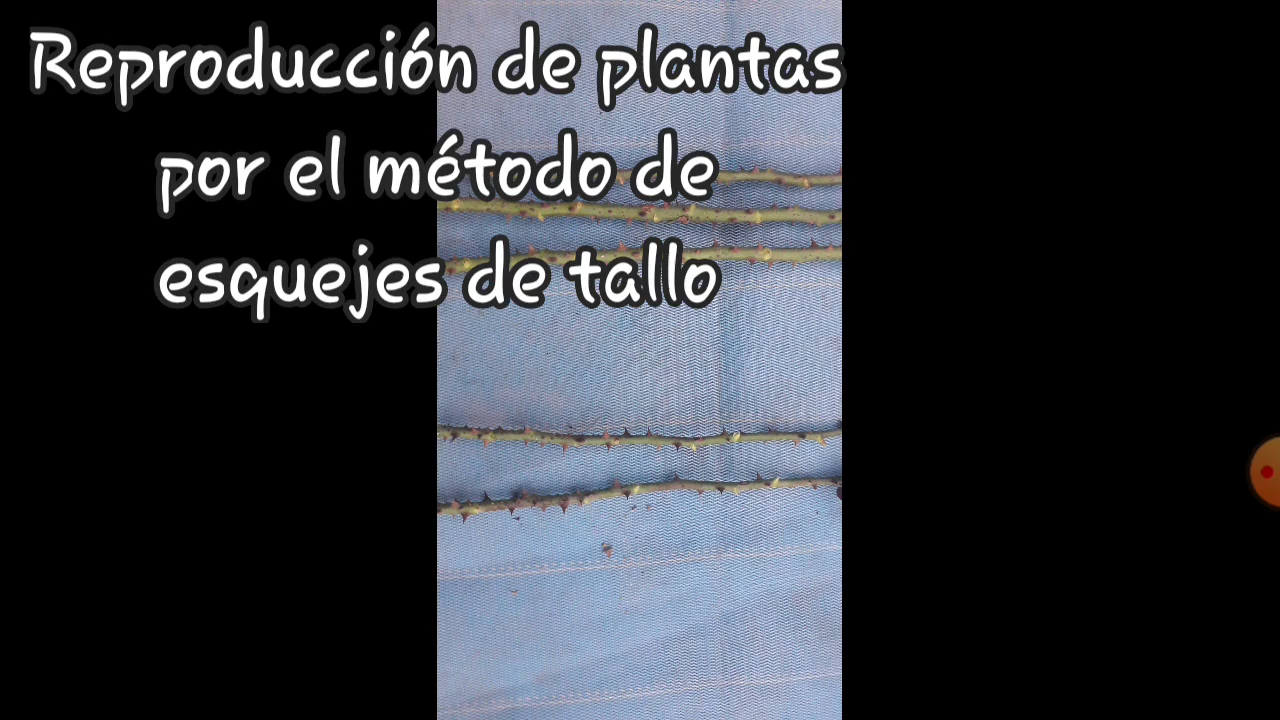 Reproducción de plantas
por el método de
esquejes de tallo